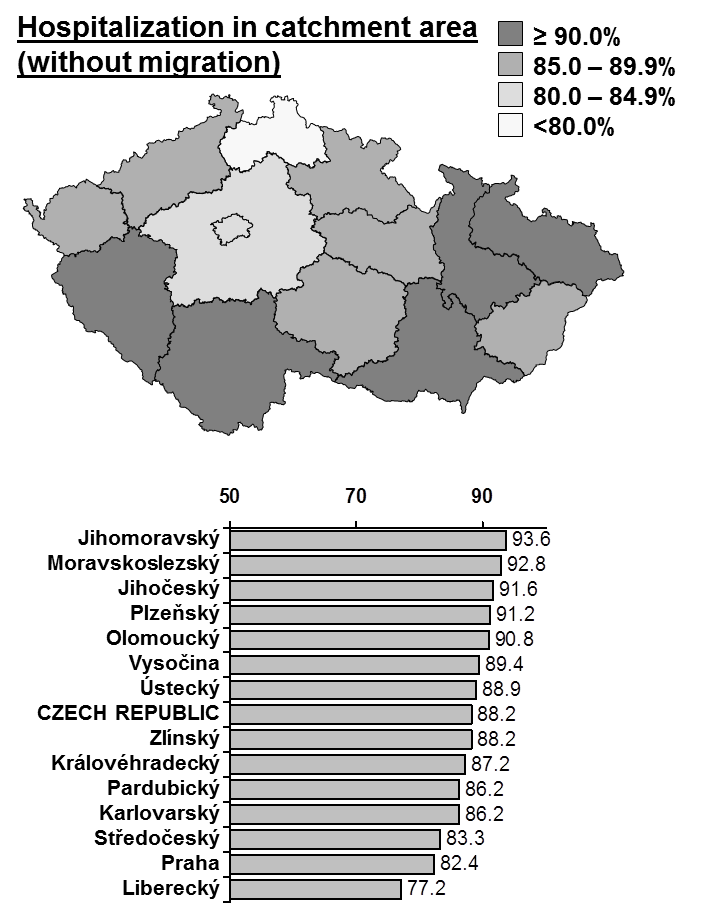 Hospitalization in catchment area
(without migration)
≥ 90.0%
85.0 – 89.9%
80.0 – 84.9%
<80.0%
50 70 90
Jihomoravský 93.6
Moravskoslezský 92.8
Jihočeský 91.6
Plzeňský 91.2
Olomoucký 90.8
Vysočina 89.4
Ústecký 88.9
CZECH REPUBLIC 88.2
Zlínský 88.2
Královéhradecký 87.2
Pardubický 86.2
Karlovarský 86.2
Středočeský 83.3
Praha 82.4
Liberecký 77.2